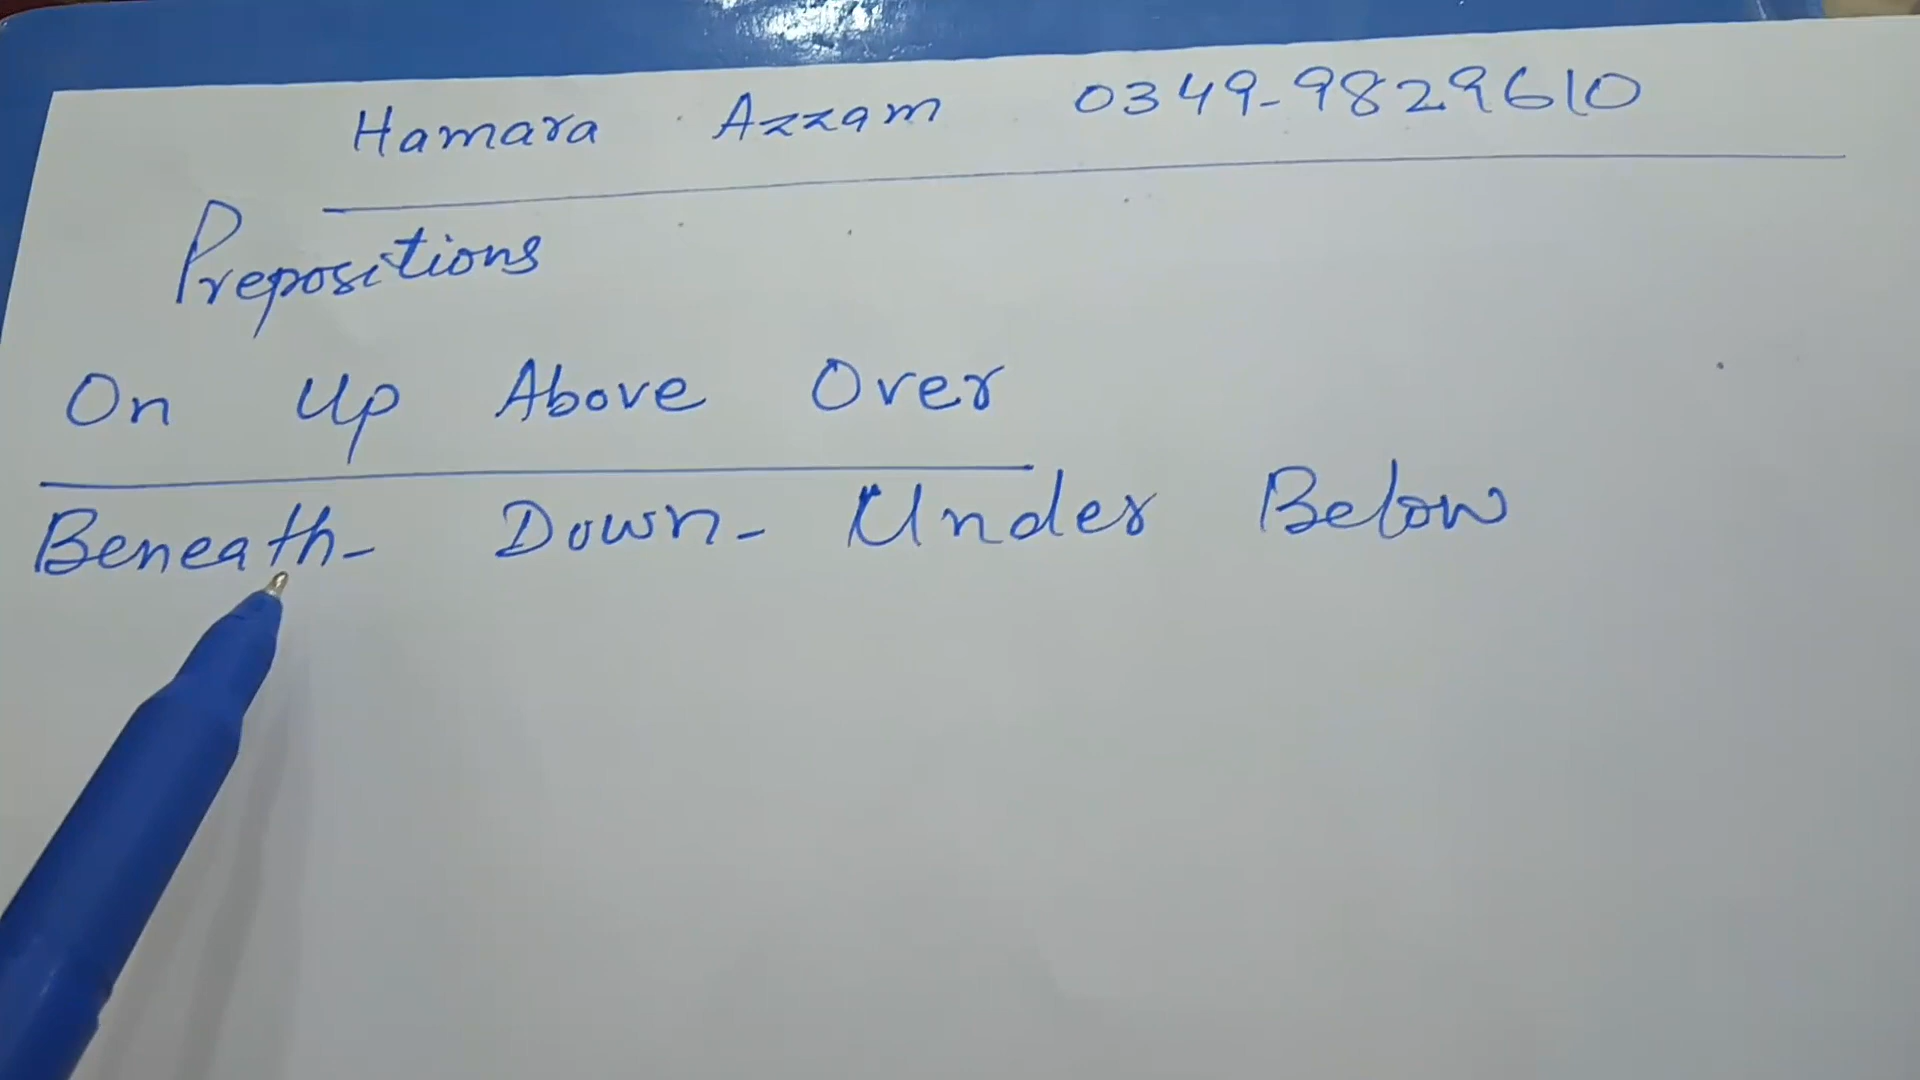 Hamara Azzam 0349-9829610
Prepositions
On Up Above Over
Beneath- Down- Under Below